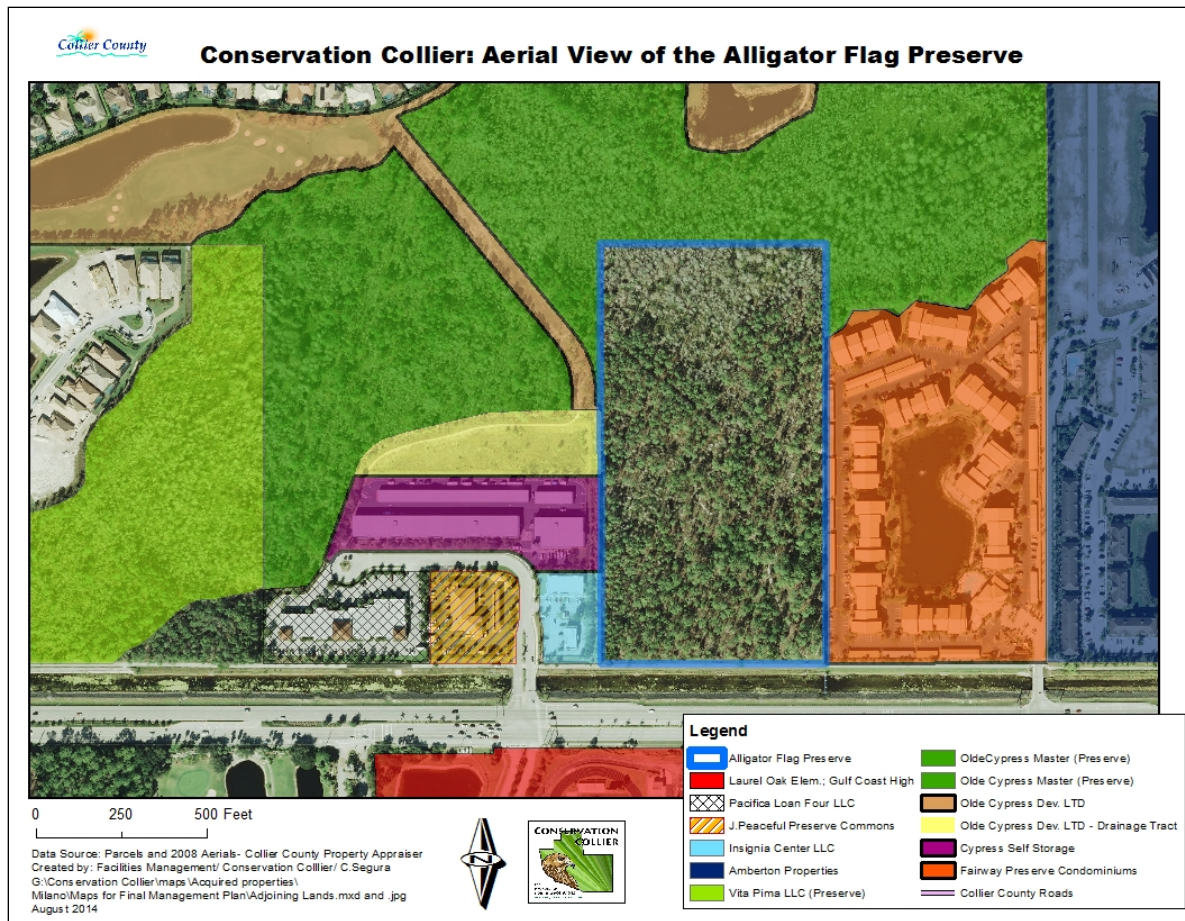 Collier County
Conservation Collier: Aerial View of the Alligator Flag Preserve
Legend
Alligator Flag Preserve
Laurel Oak Elem.; Gulf Coast High
Pacifica Loan Four LLC
J.Peaceful Preserve Commons
Insignia Center LLC
Amberton Properties
Vita Pima LLC (Preserve)
OldeCypress Master (Preserve)
Olde Cypress Master (Preserve)
Olde Cypress Dev. LTD
Olde Cypress Dev. LTD - Drainage Tract
Cypress Self Storage
Fairway Preserve Condominiums
Collier County Roads
0 250 500 Feet
Data Source: Parcels and 2008 Aerials- Collier County Property Appraiser
Created by: Facilities Management/ Conservation Colllier/ C.Segura
G:\Conservation Collier\maps\Acquired properties\
Milano\Maps for Final Management Plan\Adjoining Lands.mxd and .jpg
August 2014
N
CONSERVATION
COLLIER